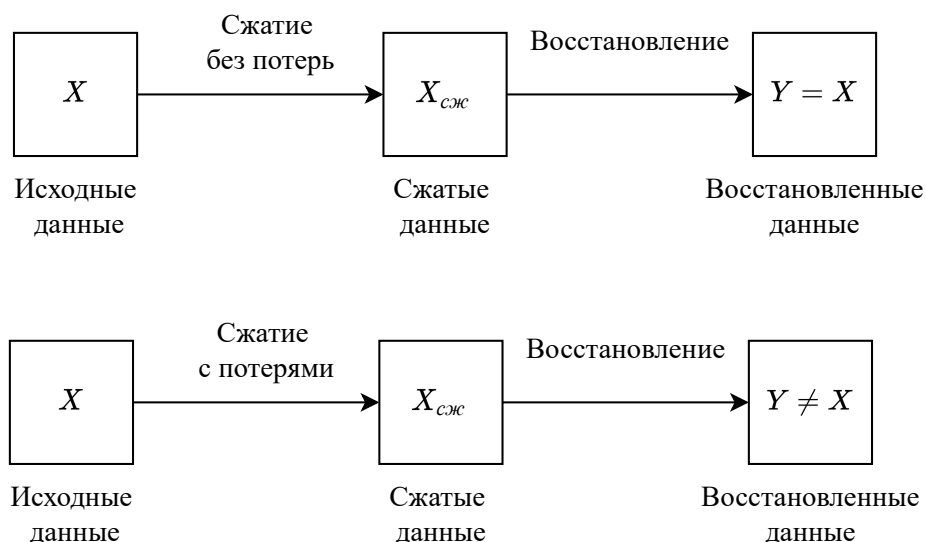 Сжатие
без потерь
Восстановление
X
X_сж
Y = X
Исходные
данные
Сжатые
данные
Восстановленные
данные
Сжатие
с потерями
Восстановление
X
X_сж
Y ≠ X
Исходные
данные
Сжатые
данные
Восстановленные
данные